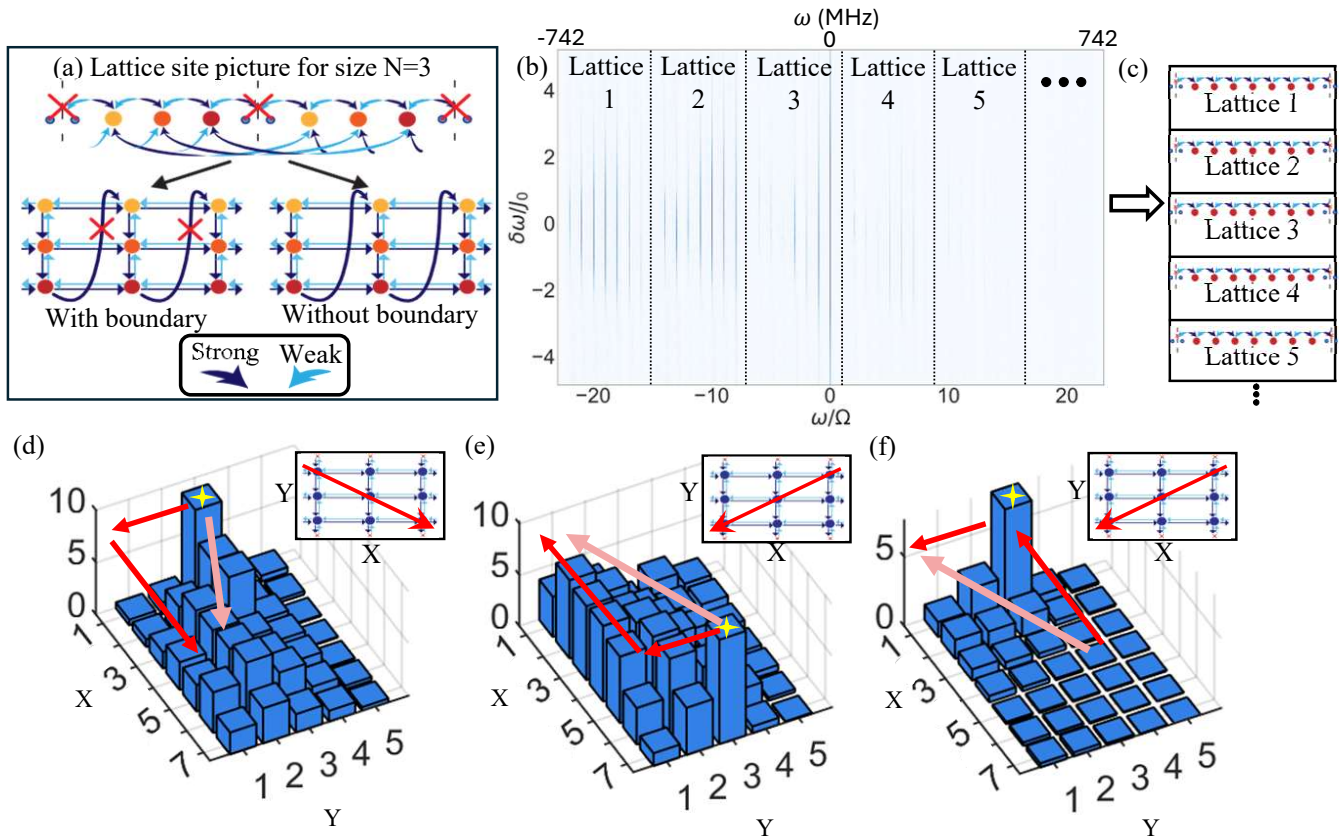 ω (MHz)
-742 0 742
(a) Lattice site picture for size N=3
With boundary
Without boundary
Strong Weak
(b)
Lattice 1
Lattice 2
Lattice 3
Lattice 4
Lattice 5
δω/J₀
4
2
0
−2
−4
−20 −10 0 10 20
ω/Ω
(c)
Lattice 1
Lattice 2
Lattice 3
Lattice 4
Lattice 5
(d)
10
5
0
1
3
5
7
X
1 2 3 4 5
Y
Y
X
(e)
10
5
0
1
3
5
7
X
1 2 3 4 5
Y
Y
X
(f)
5
0
1
3
5
7
X
1 2 3 4 5
Y
Y
X